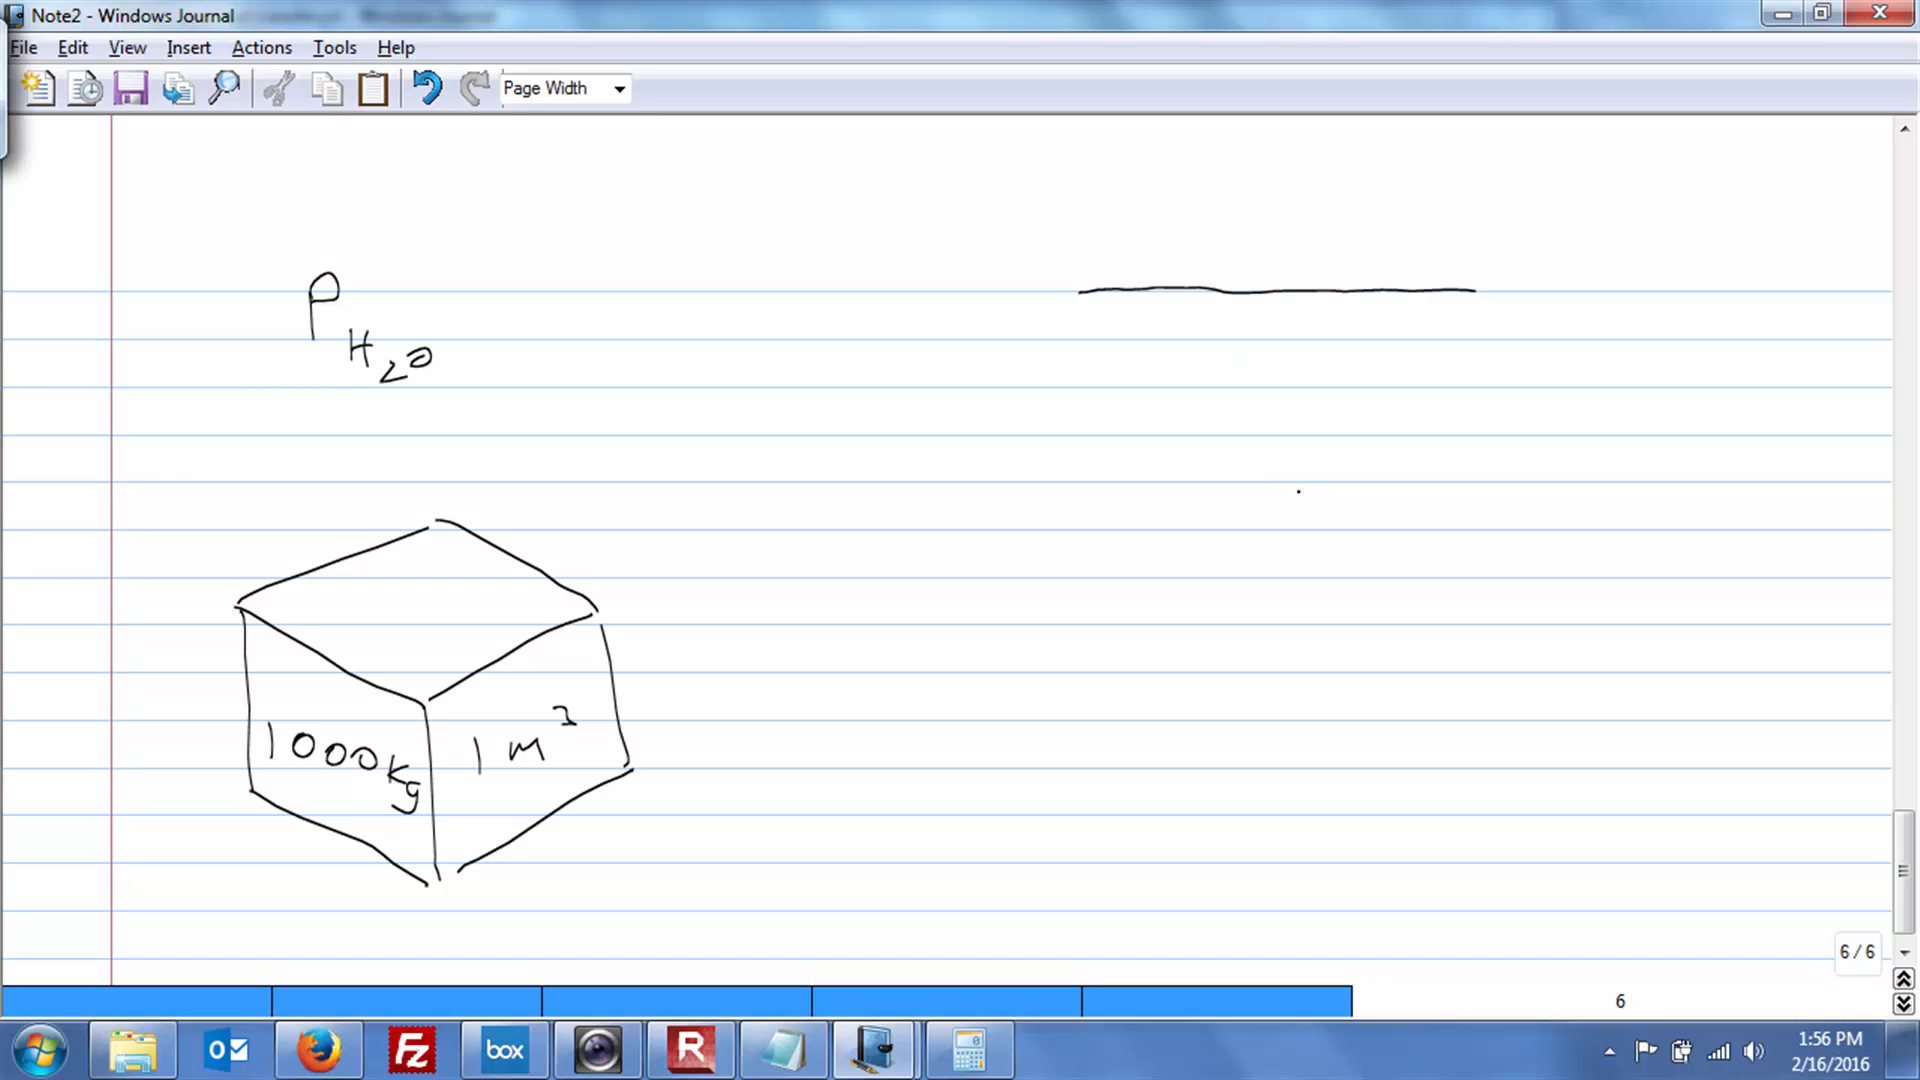 Note2 - Windows Journal
File Edit View Insert Actions Tools Help
Page Width
ρ H₂O
1000kg 1 m³
6 / 6
6
box
1:56 PM
2/16/2016